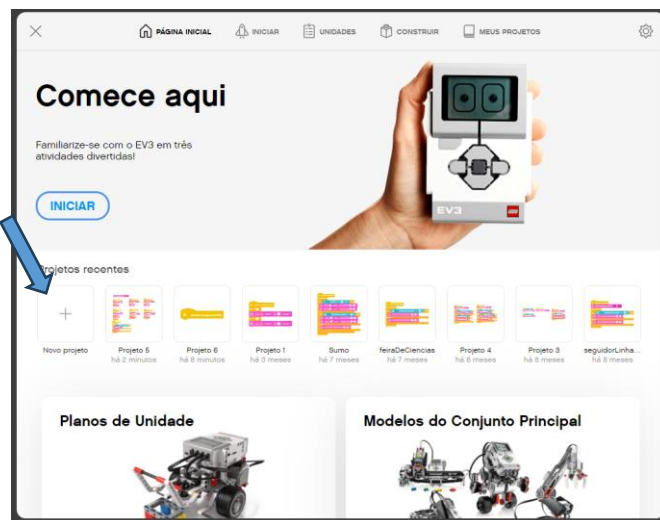 PÁGINA INICIAL
INICIAR
UNIDADES
CONSTRUIR
MEUS PROJETOS
Comece aqui
Familiarize-se com o EV3 em três
atividades divertidas!
INICIAR
EV3
LEGO
Projetos recentes
Novo projeto
Projeto 5
há 2 minutos
Projeto 6
há 8 minutos
Projeto 1
há 3 meses
Sumo
há 7 meses
feiraDeCiencias
há 7 meses
Projeto 4
há 8 meses
Projeto 3
há 8 meses
seguidorLinha...
há 8 meses
Planos de Unidade
Modelos do Conjunto Principal